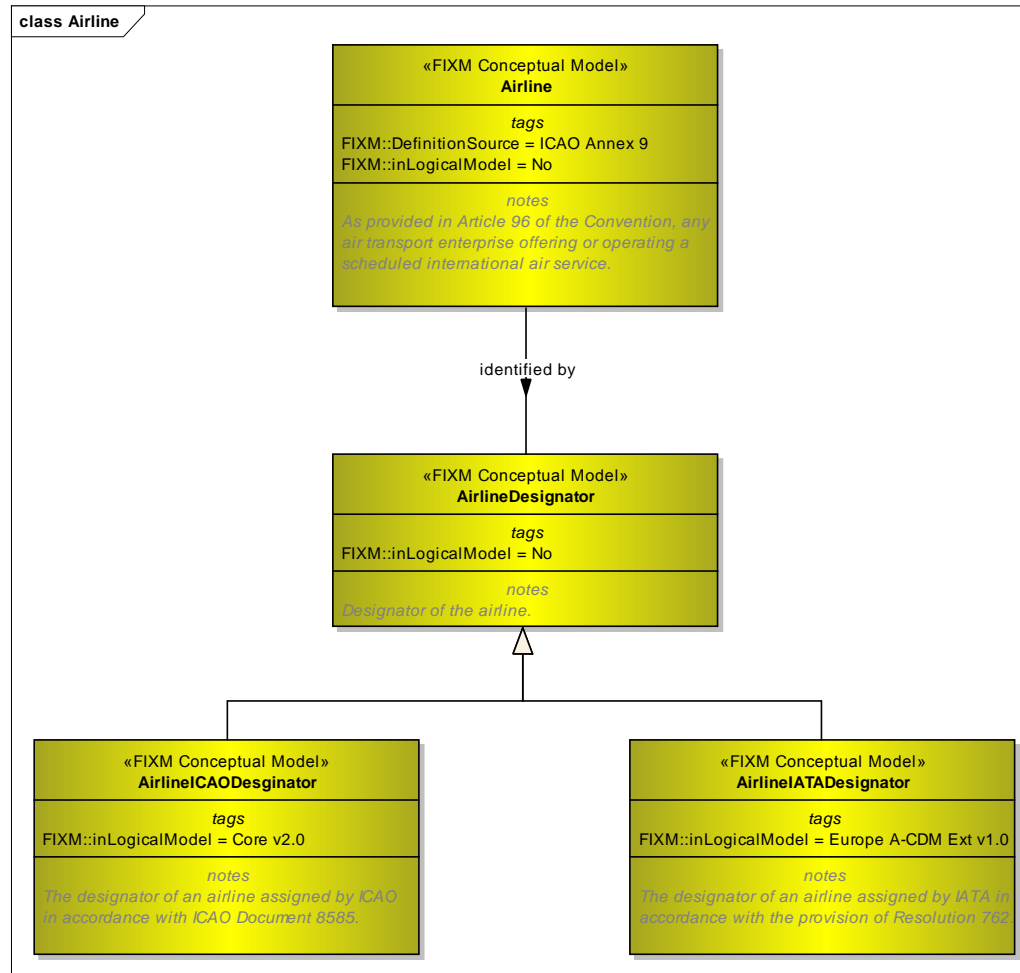 class Airline
«FIXM Conceptual Model»
Airline
tags
FIXM::DefinitionSource = ICAO Annex 9
FIXM::inLogicalModel = No
notes
As provided in Article 96 of the Convention, any
air transport enterprise offering or operating a
scheduled international air service.
identified by
«FIXM Conceptual Model»
AirlineDesignator
tags
FIXM::inLogicalModel = No
notes
Designator of the airline.
«FIXM Conceptual Model»
AirlineICAODesginator
tags
FIXM::inLogicalModel = Core v2.0
notes
The designator of an airline assigned by ICAO
in accordance with ICAO Document 8585.
«FIXM Conceptual Model»
AirlineIATADesignator
tags
FIXM::inLogicalModel = Europe A-CDM Ext v1.0
notes
The designator of an airline assigned by IATA in
accordance with the provision of Resolution 762.